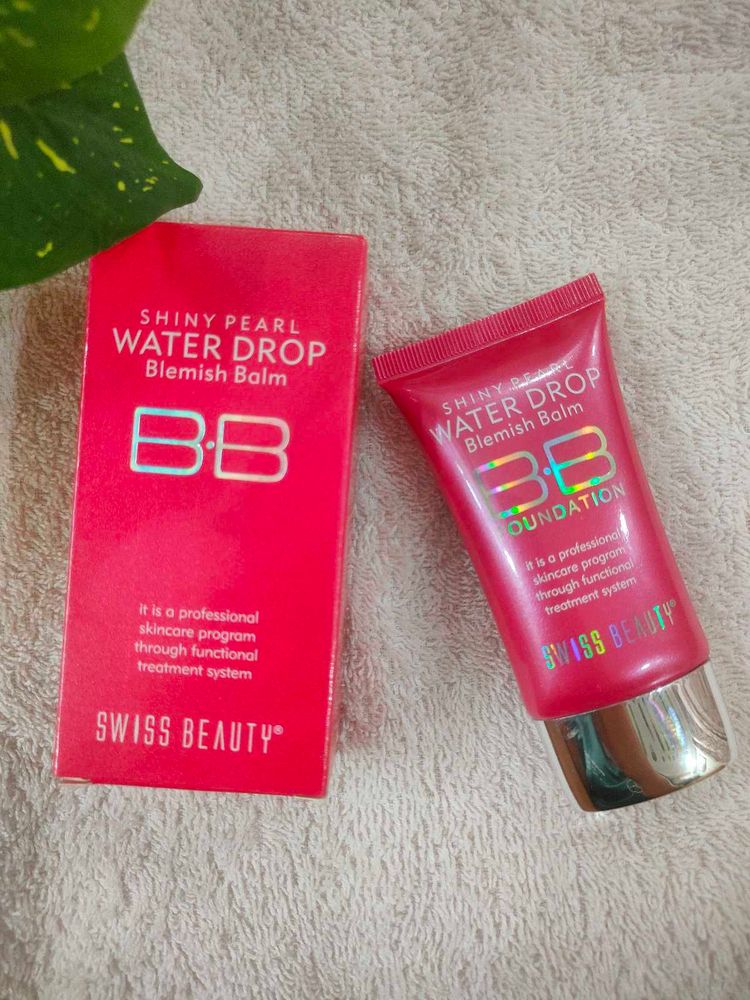 SHINY PEARL
WATER DROP
Blemish Balm
B·B
it is a professional
skincare program
through functional
treatment system
SWISS BEAUTY®
SHINY PEARL
WATER DROP
Blemish Balm
B·B
OUNDATION
it is a professional
skincare program
through functional
treatment system
SWISS BEAUTY®